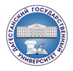 ДАГЕСТАНСКИЙ ГОСУДАРСТВЕННЫЙ
УНИВЕРСИТЕТ